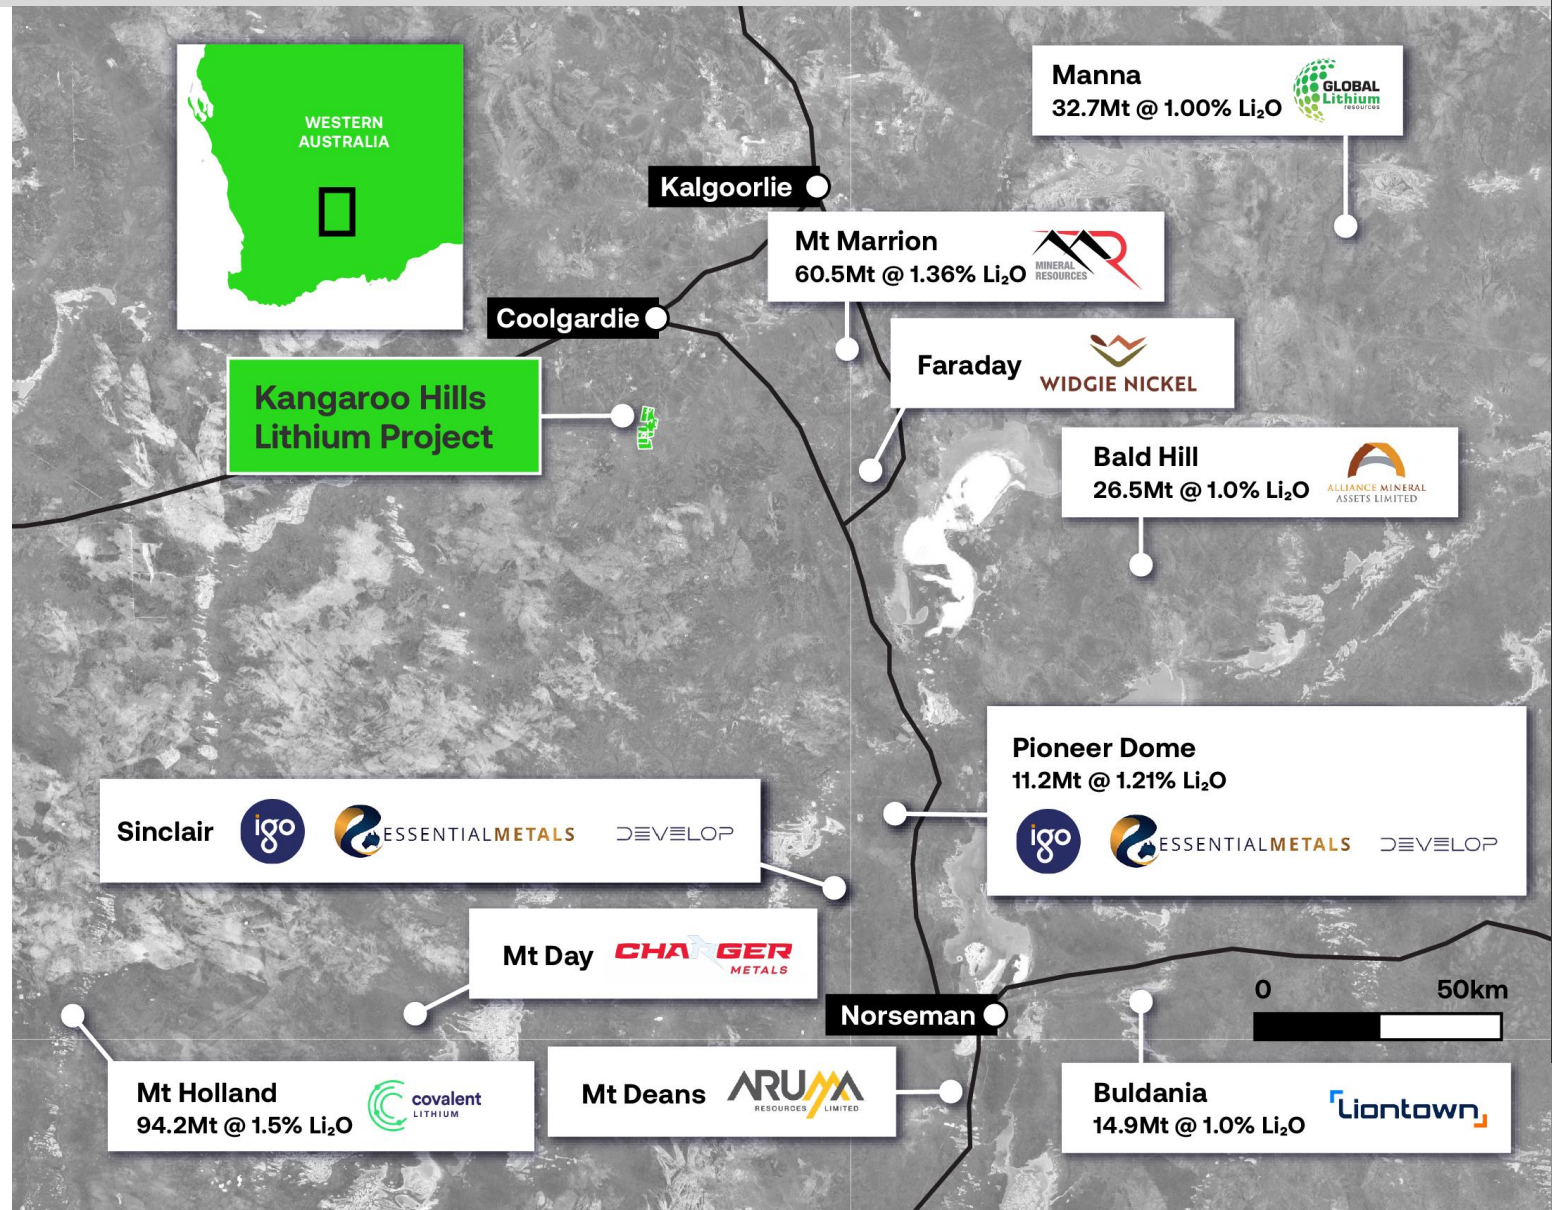 WESTERN
AUSTRALIA
Manna
32.7Mt @ 1.00% Li₂O
GLOBAL
Lithium
resources
Kalgoorlie
Mt Marrion
60.5Mt @ 1.36% Li₂O
MINERAL
RESOURCES
Coolgardie
Faraday
WIDGIE NICKEL
Kangaroo Hills
Lithium Project
Bald Hill
26.5Mt @ 1.0% Li₂O
ALLIANCE MINERAL
ASSETS LIMITED
Pioneer Dome
11.2Mt @ 1.21% Li₂O
igo
ESSENTIALMETALS
DEVELOP
Sinclair
igo
ESSENTIALMETALS
DEVELOP
Mt Day
CHARGER
METALS
0 50km
Norseman
Mt Holland
94.2Mt @ 1.5% Li₂O
covalent
LITHIUM
Mt Deans
ARUMA
RESOURCES LIMITED
Buldania
14.9Mt @ 1.0% Li₂O
Liontown